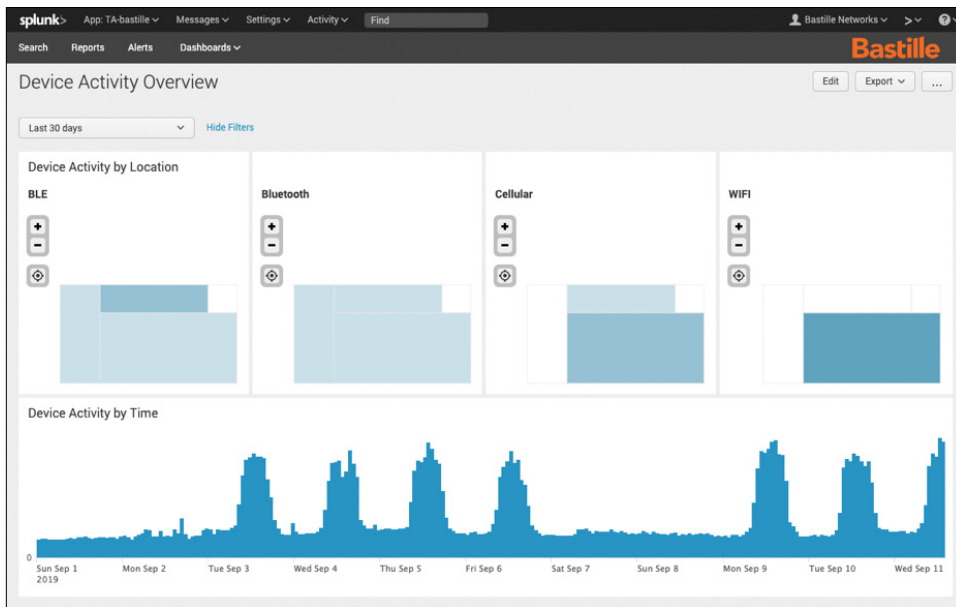 splunk> App: TA-bastille Messages Settings Activity Find Bastille Networks >
Search Reports Alerts Dashboards Bastille
Device Activity Overview Edit Export ...
Last 30 days Hide Filters
Device Activity by Location
BLE Bluetooth Cellular WIFI
+ + + +
- - - -
Device Activity by Time
0
Sun Sep 1 Mon Sep 2 Tue Sep 3 Wed Sep 4 Thu Sep 5 Fri Sep 6 Sat Sep 7 Sun Sep 8 Mon Sep 9 Tue Sep 10 Wed Sep 11
2019